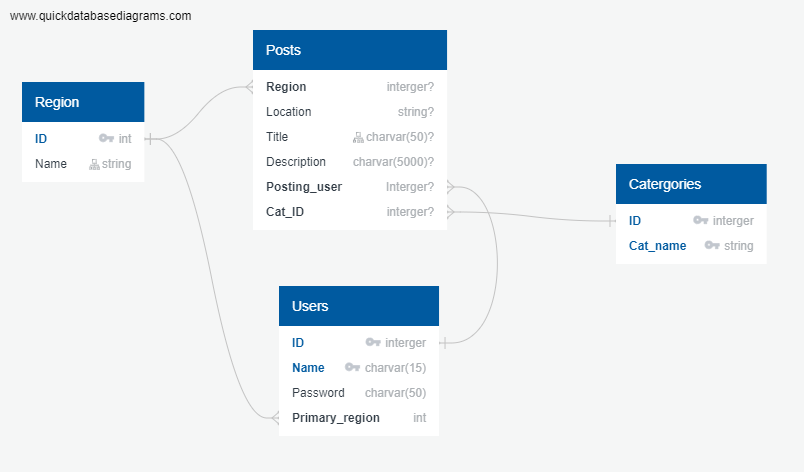 www.quickdatabasediagrams.com
Region
ID int
Name string
Posts
Region interger?
Location string?
Title charvar(50)?
Description charvar(5000)?
Posting_user Interger?
Cat_ID interger?
Catergories
ID interger
Cat_name string
Users
ID interger
Name charvar(15)
Password charvar(50)
Primary_region int